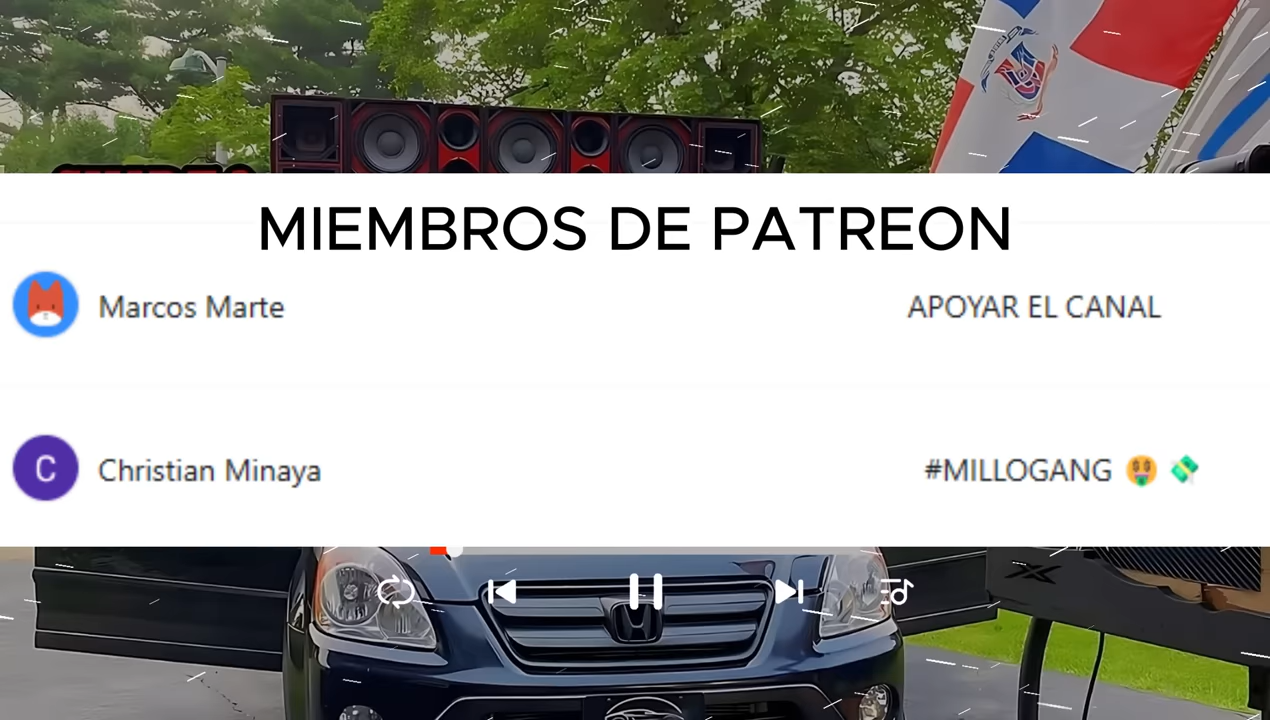 MIEMBROS DE PATREON
Marcos Marte
APOYAR EL CANAL
C
Christian Minaya
#MILLOGANG 🤑 💸